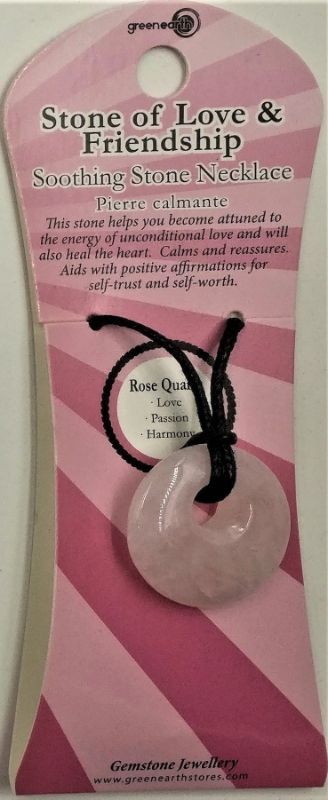 greenearth
Stone of Love &
Friendship
Soothing Stone Necklace
Pierre calmante
This stone helps you become attuned to
the energy of unconditional love and will
also heal the heart. Calms and reassures.
Aids with positive affirmations for
self-trust and self-worth.
Rose Qua
· Love
· Passion
· Harmony
Gemstone Jewellery
www.greenearthstores.com